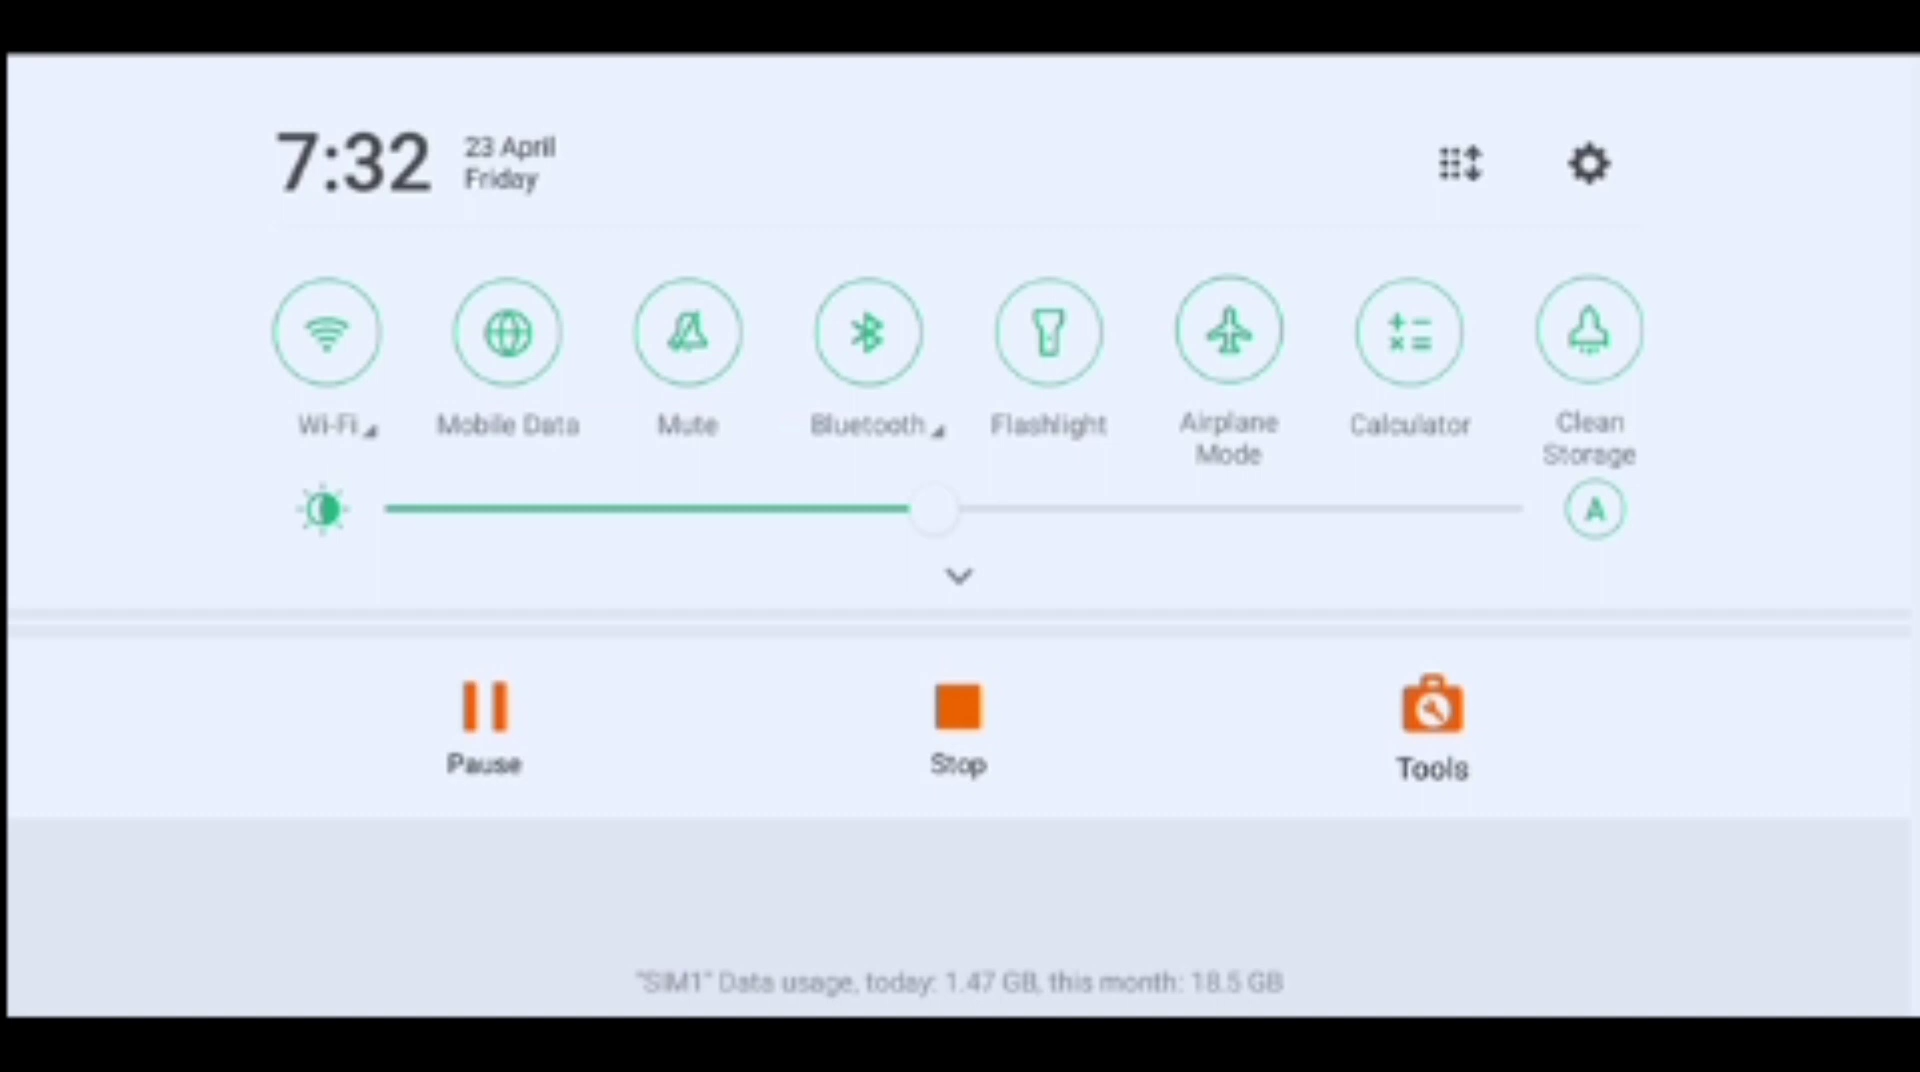 7:32
23 April
Friday
Wi-Fi
Mobile Data
Mute
Bluetooth
Flashlight
Airplane
Mode
Calculator
Clean
Storage
A
Pause
Stop
Tools
"SIM1" Data usage, today: 1.47 GB, this month: 18.5 GB